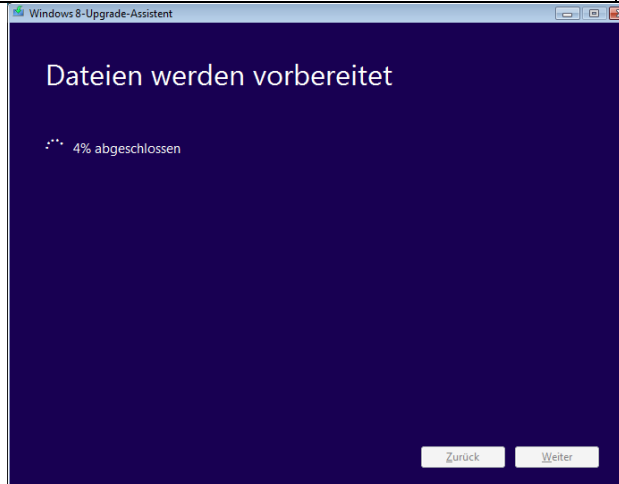 Windows 8-Upgrade-Assistent
Dateien werden vorbereitet
4% abgeschlossen
Zurück
Weiter